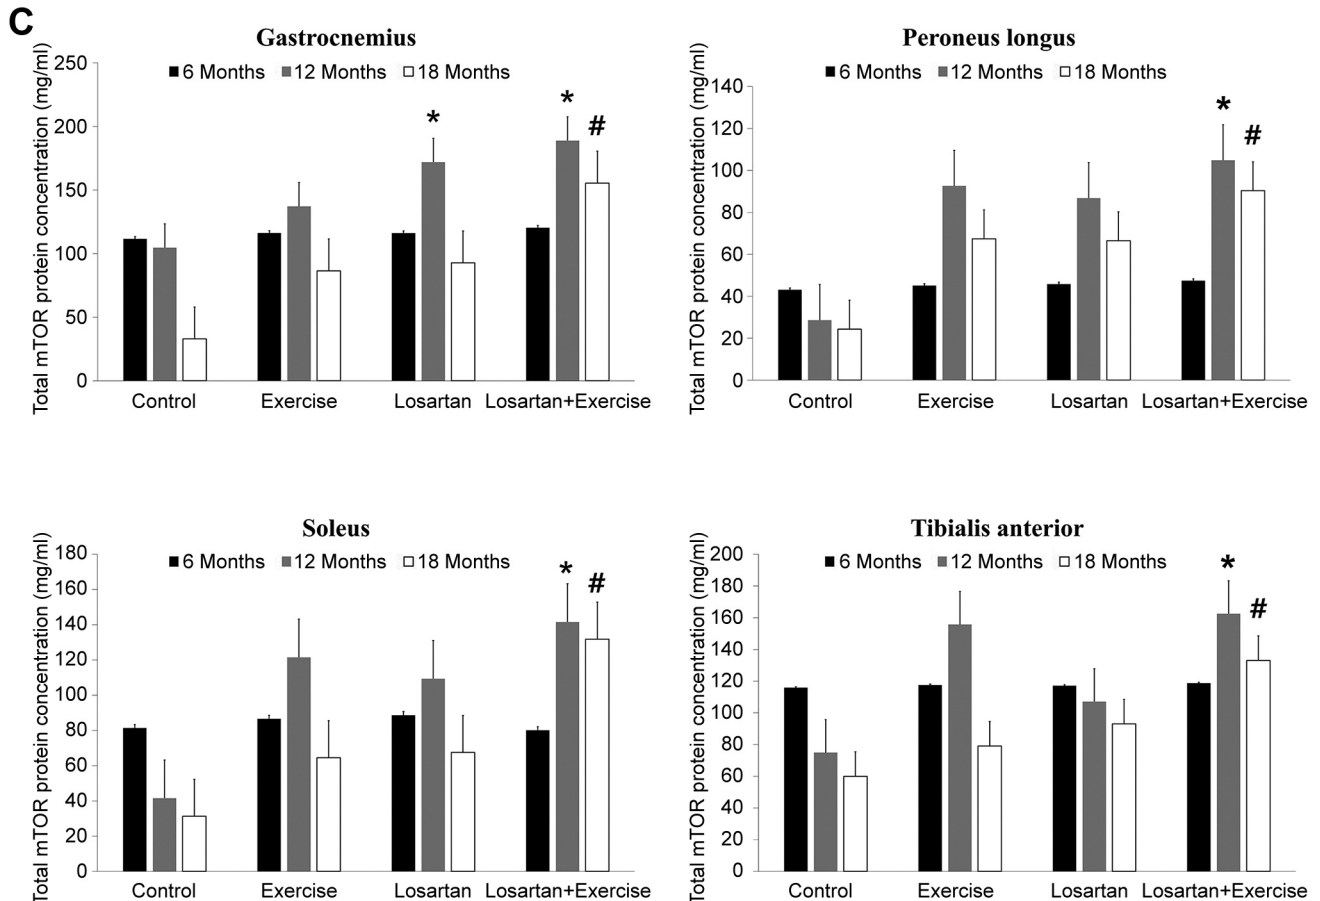 C
Gastrocnemius
Total mTOR protein concentration (mg/ml)
6 Months 12 Months 18 Months
250
200
150
100
50
0
*
*
#
Control Exercise Losartan Losartan+Exercise
Peroneus longus
Total mTOR protein concentration (mg/ml)
6 Months 12 Months 18 Months
140
120
100
80
60
40
20
0
*
#
Control Exercise Losartan Losartan+Exercise
Soleus
Total mTOR protein concentration (mg/ml)
6 Months 12 Months 18 Months
180
160
140
120
100
80
60
40
20
0
*
#
Control Exercise Losartan Losartan+Exercise
Tibialis anterior
Total mTOR protein concentration (mg/ml)
6 Months 12 Months 18 Months
200
180
160
140
120
100
80
60
40
20
0
*
#
Control Exercise Losartan Losartan+Exercise